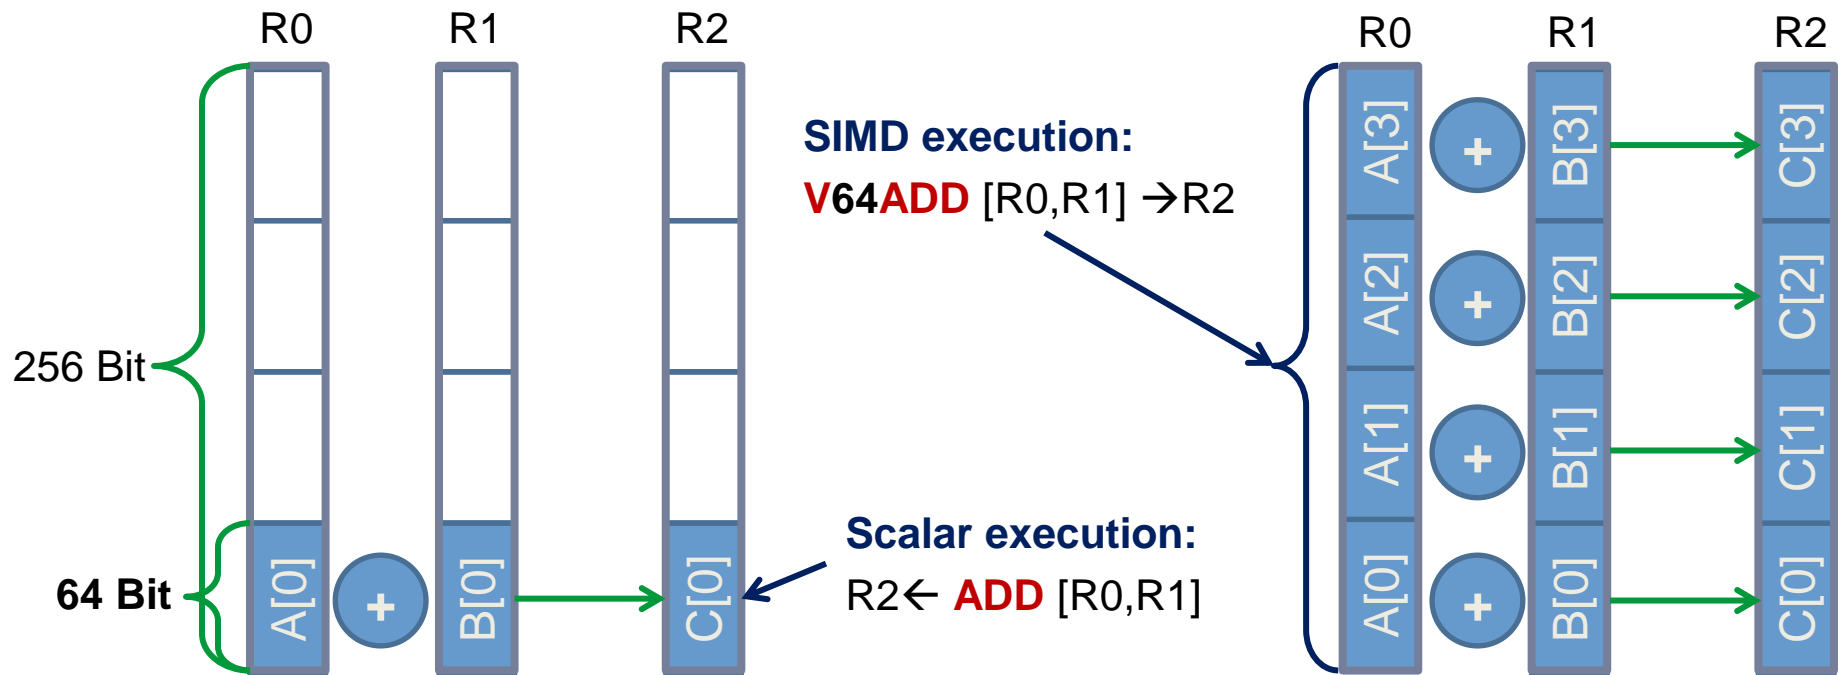 R0 R1 R2
256 Bit
64 Bit
A[0] + B[0] C[0]
SIMD execution:
V64ADD [R0,R1] →R2
Scalar execution:
R2← ADD [R0,R1]
R0 R1 R2
A[3] + B[3] C[3]
A[2] + B[2] C[2]
A[1] + B[1] C[1]
A[0] + B[0] C[0]